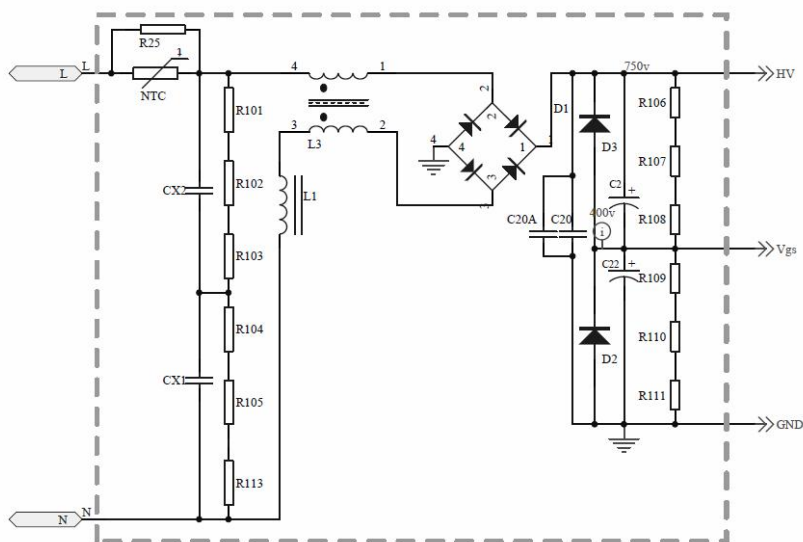 R25
1
L
L
NTC
4
1
3
2
L3
R101
R102
R103
R104
R105
R113
CX2
CX1
L1
2
2
4
4
1
3
3
D1
750v
HV
D3
R106
R107
R108
C2
+
400v
i
C20A
C20
Vgs
C22
+
R109
R110
R111
D2
GND
N
N